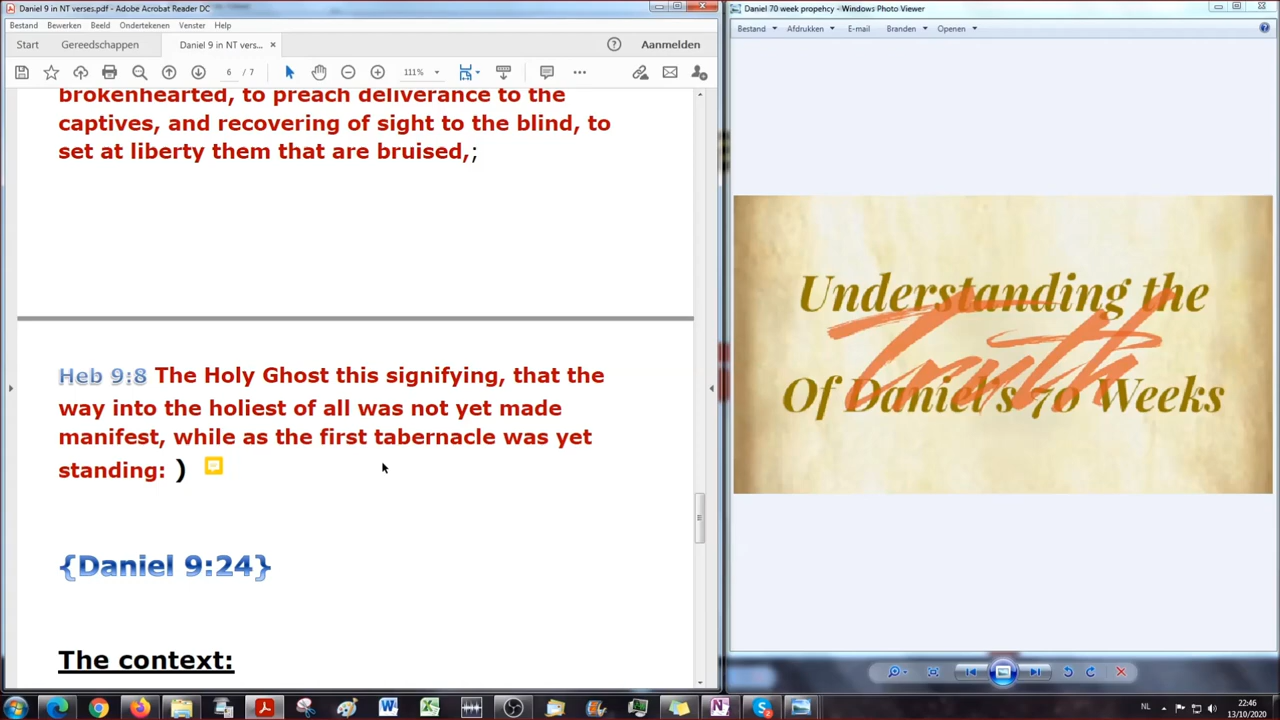 Daniel 9 in NT verses.pdf - Adobe Acrobat Reader DC
Bestand Bewerken Beeld Ondertekenen Venster Help
Start Gereedschappen Daniel 9 in NT vers... × ? Aanmelden
6 / 7 111%
brokenhearted, to preach deliverance to the
captives, and recovering of sight to the blind, to
set at liberty them that are bruised,;
Heb 9:8 The Holy Ghost this signifying, that the
way into the holiest of all was not yet made
manifest, while as the first tabernacle was yet
standing: )
{Daniel 9:24}
The context:
Daniel 70 week propehcy - Windows Photo Viewer
Bestand Afdrukken E-mail Branden Openen
Understanding the
Truth
Of Daniel's 70 Weeks
NL 22:46
13/10/2020